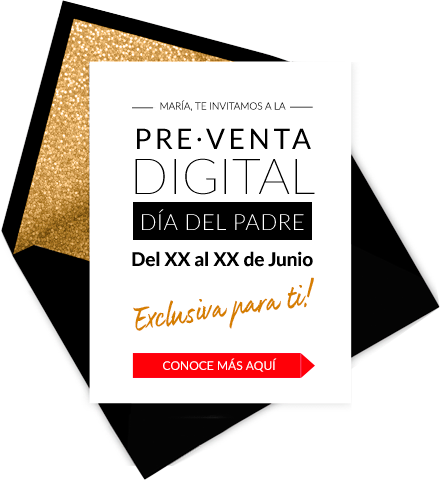 MARÍA, TE INVITAMOS A LA
PRE·VENTA
DIGITAL
DÍA DEL PADRE
Del XX al XX de Junio
Exclusiva para ti!
CONOCE MÁS AQUÍ